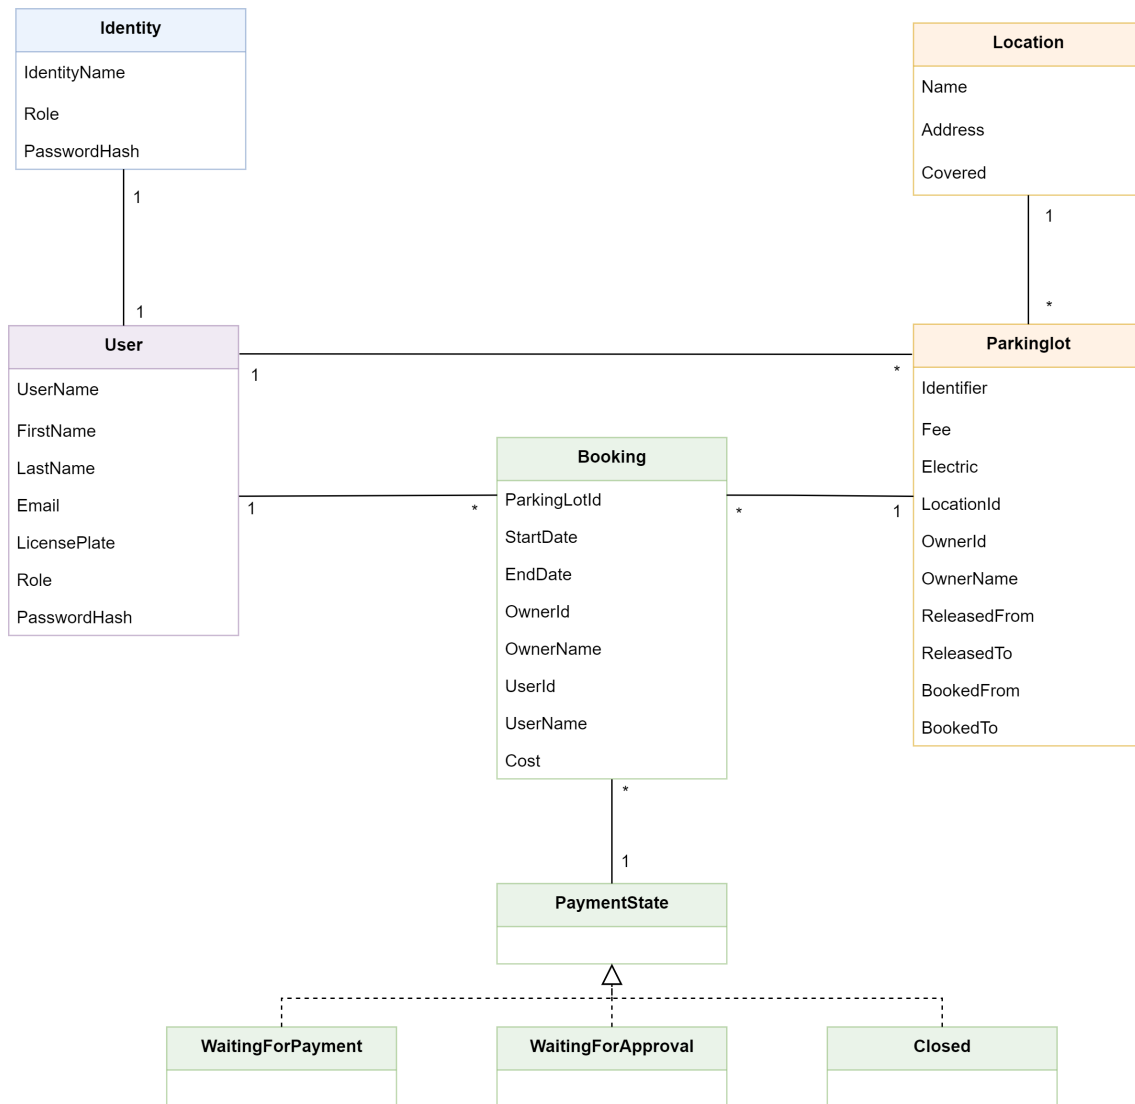 Identity
IdentityName
Role
PasswordHash
1
1
Location
Name
Address
Covered
1
*
User
UserName
FirstName
LastName
Email
LicensePlate
Role
PasswordHash
1
*
1
*
Booking
ParkingLotId
StartDate
EndDate
OwnerId
OwnerName
UserId
UserName
Cost
*
1
Parkinglot
Identifier
Fee
Electric
LocationId
OwnerId
OwnerName
ReleasedFrom
ReleasedTo
BookedFrom
BookedTo
*
1
PaymentState
WaitingForPayment
WaitingForApproval
Closed